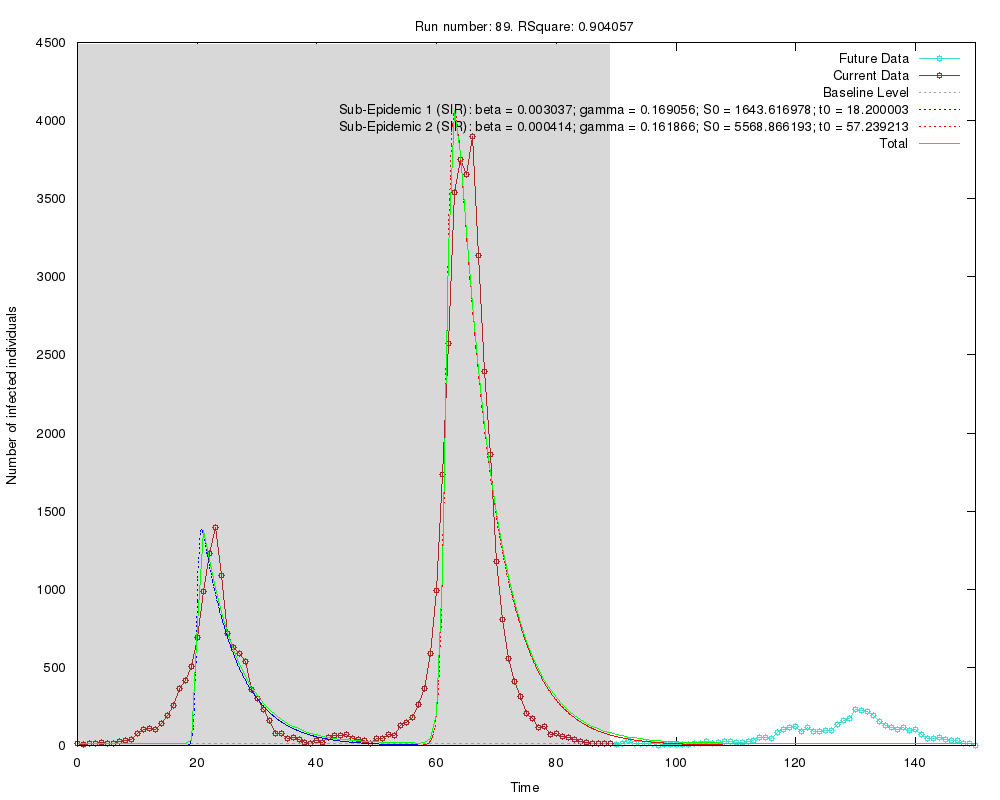 Run number: 89. RSquare: 0.904057
Future Data
Current Data
Baseline Level
Sub-Epidemic 1 (SIR): beta = 0.003037; gamma = 0.169056; S0 = 1643.616978; t0 = 18.200003
Sub-Epidemic 2 (SIR): beta = 0.000414; gamma = 0.161866; S0 = 5568.866193; t0 = 57.239213
Total
4500
4000
3500
3000
2500
2000
1500
1000
500
0
Number of infected individuals
0 20 40 60 80 100 120 140
Time